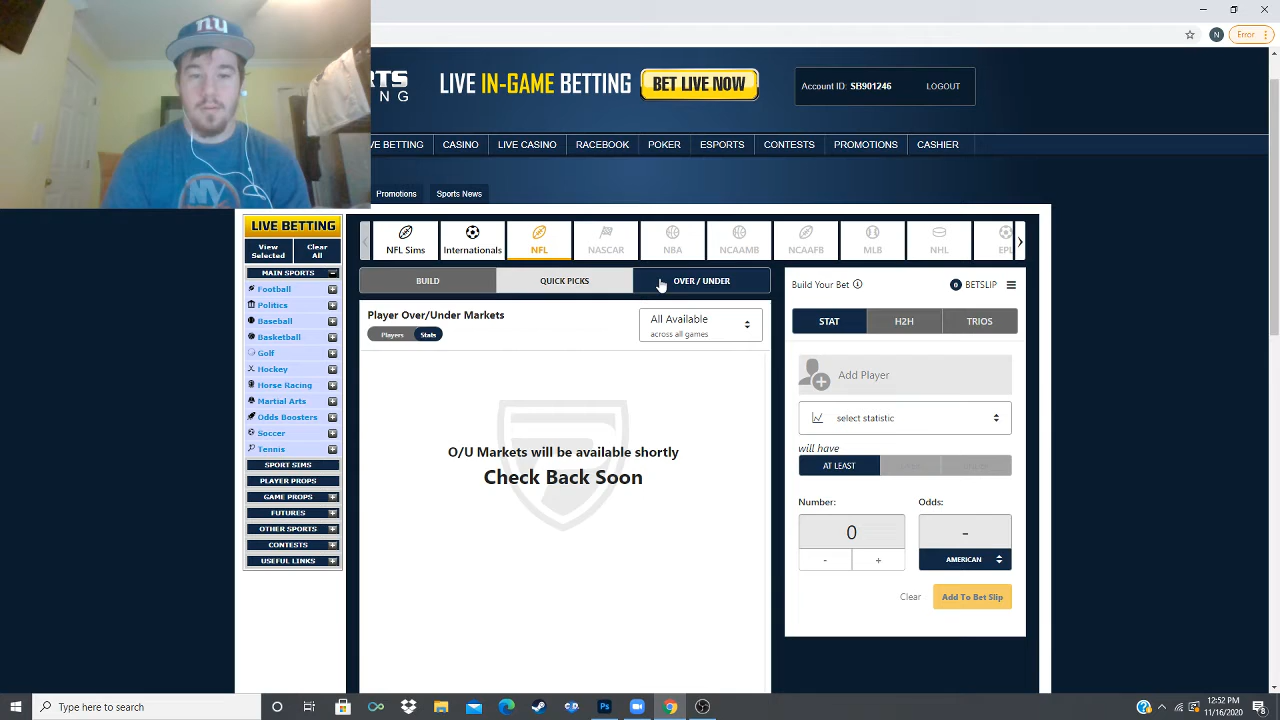 ny
NY
Error
N
RTS
NG
LIVE IN-GAME BETTING
BET LIVE NOW
Account ID: SB901246
LOGOUT
VE BETTING
CASINO
LIVE CASINO
RACEBOOK
POKER
ESPORTS
CONTESTS
PROMOTIONS
CASHIER
Promotions
Sports News
LIVE BETTING
View Selected
Clear All
MAIN SPORTS
Football
Politics
Baseball
Basketball
Golf
Hockey
Horse Racing
Martial Arts
Odds Boosters
Soccer
Tennis
SPORT SIMS
PLAYER PROPS
GAME PROPS
FUTURES
OTHER SPORTS
CONTESTS
USEFUL LINKS
NFL Sims
Internationals
NFL
NASCAR
NBA
NCAAMB
NCAAFB
MLB
NHL
EPL
BUILD
QUICK PICKS
OVER / UNDER
Player Over/Under Markets
Players
Stats
All Available
across all games
O/U Markets will be available shortly
Check Back Soon
Build Your Bet
0 BETSLIP
STAT
H2H
TRIOS
Add Player
select statistic
will have
AT LEAST
Number:
Odds:
0
-
-
+
AMERICAN
Clear
Add To Bet Slip
Type here to search
12:52 PM
11/16/2020
8